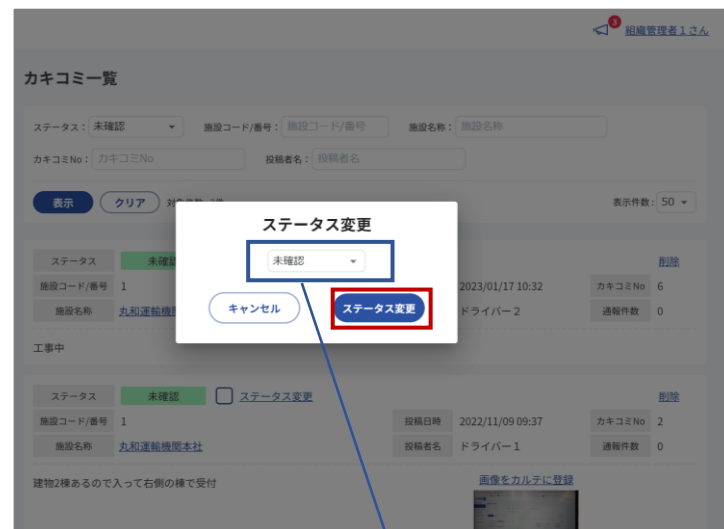 3 組織管理者１さん
カキコミ一覧
ステータス： 未確認 施設コード/番号： 施設コード/番号 施設名称： 施設名称
カキコミNo： カキコミNo 投稿者名： 投稿者名
表示 クリア 表示件数： 50
ステータス変更
未確認
キャンセル ステータス変更
ステータス 未確認 削除
施設コード/番号 1 2023/01/17 10:32 カキコミNo 6
施設名称 丸和運輸機関 ドライバー２ 通報件数 0
工事中
ステータス 未確認 ステータス変更 削除
施設コード/番号 1 投稿日時 2022/11/09 09:37 カキコミNo 2
施設名称 丸和運輸機関本社 投稿者名 ドライバー１ 通報件数 0
建物2棟あるので入って右側の棟で受付 画像をカルテに登録